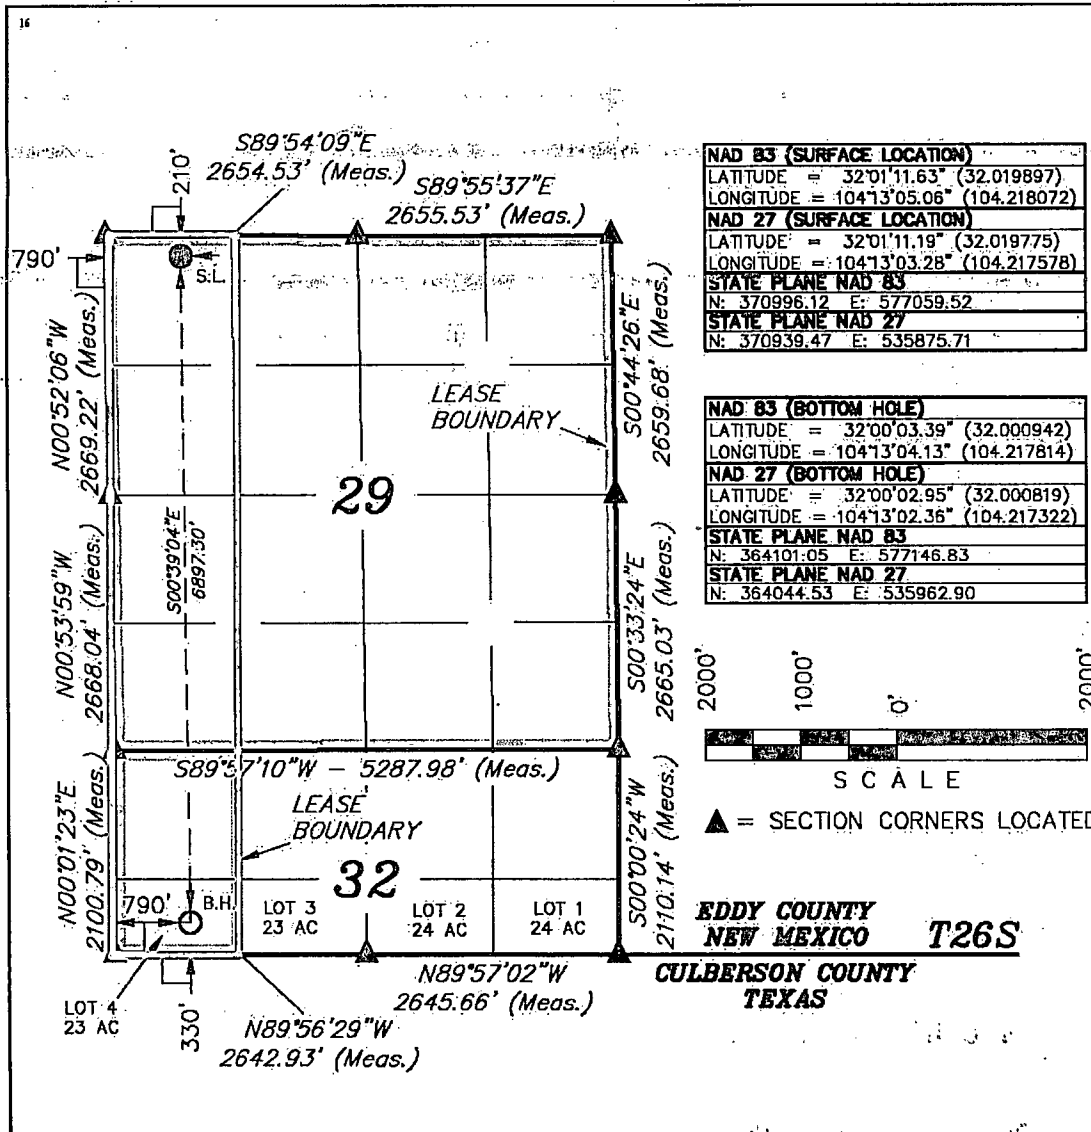 16
S89°54'09"E
2654.53' (Meas.)
S89°55'37"E
2655.53' (Meas.)
210'
790'
S.L.
N00°52'06"W
2669.22' (Meas.)
S00°44'26"E
2659.68' (Meas.)
LEASE
BOUNDARY
29
S00°39'04"E
6897.30'
N00°53'59"W
2668.04' (Meas.)
S00°33'24"E
2665.03' (Meas.)
S89°57'10"W – 5287.98' (Meas.)
LEASE
BOUNDARY
32
N00°01'23"E
2100.79' (Meas.)
S00°00'24"W
2110.14' (Meas.)
790'
B.H.
LOT 3
23 AC
LOT 2
24 AC
LOT 1
24 AC
LOT 4
23 AC
330'
N89°57'02"W
2645.66' (Meas.)
N89°56'29"W
2642.93' (Meas.)
NAD 83 (SURFACE LOCATION)
LATITUDE = 32°01'11.63" (32.019897)
LONGITUDE = 104°13'05.06" (104.218072)
NAD 27 (SURFACE LOCATION)
LATITUDE = 32°01'11.19" (32.019775)
LONGITUDE = 104°13'03.28" (104.217578)
STATE PLANE NAD 83
N: 370996.12 E: 577059.52
STATE PLANE NAD 27
N: 370939.47 E: 535875.71
NAD 83 (BOTTOM HOLE)
LATITUDE = 32°00'03.39" (32.000942)
LONGITUDE = 104°13'04.13" (104.217814)
NAD 27 (BOTTOM HOLE)
LATITUDE = 32°00'02.95" (32.000819)
LONGITUDE = 104°13'02.36" (104.217322)
STATE PLANE NAD 83
N: 364101.05 E: 577146.83
STATE PLANE NAD 27
N: 364044.53 E: 535962.90
2000'
1000'
0'
2000'
SCALE
▲ = SECTION CORNERS LOCATED
EDDY COUNTY
NEW MEXICO
T26S
CULBERSON COUNTY
TEXAS